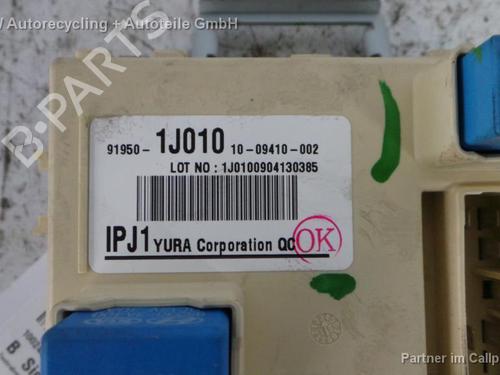 / Autorecycling + Autoteile GmbH
B-PARTS
91950- 1J010 10-09410-002
LOT NO : 1J0100904130385
IPJ1 YURA Corporation QC OK
B Si
Partner im Callp